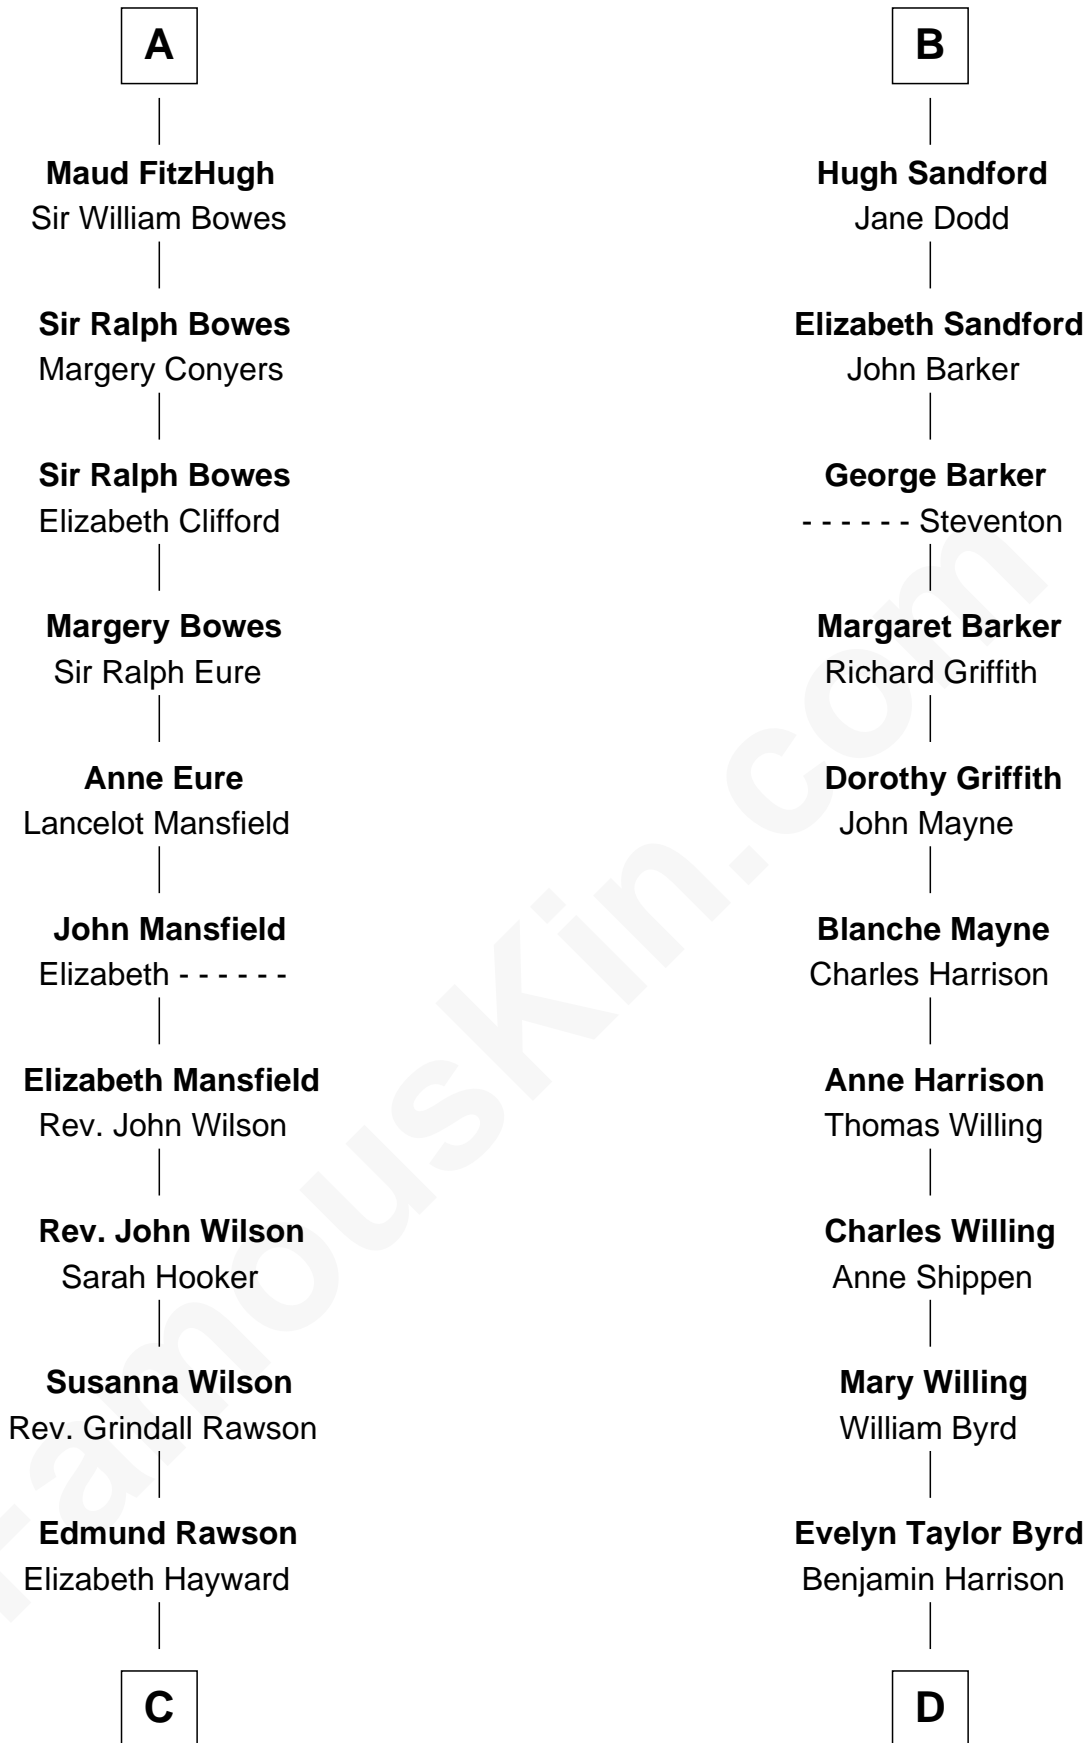 A
Maud FitzHugh
Sir William Bowes
Sir Ralph Bowes
Margery Conyers
Sir Ralph Bowes
Elizabeth Clifford
Margery Bowes
Sir Ralph Eure
Anne Eure
Lancelot Mansfield
John Mansfield
Elizabeth - - - - - -
Elizabeth Mansfield
Rev. John Wilson
Rev. John Wilson
Sarah Hooker
Susanna Wilson
Rev. Grindall Rawson
Edmund Rawson
Elizabeth Hayward
C
B
Hugh Sandford
Jane Dodd
Elizabeth Sandford
John Barker
George Barker
- - - - - - Steventon
Margaret Barker
Richard Griffith
Dorothy Griffith
John Mayne
Blanche Mayne
Charles Harrison
Anne Harrison
Thomas Willing
Charles Willing
Anne Shippen
Mary Willing
William Byrd
Evelyn Taylor Byrd
Benjamin Harrison
D
FamousKin.com